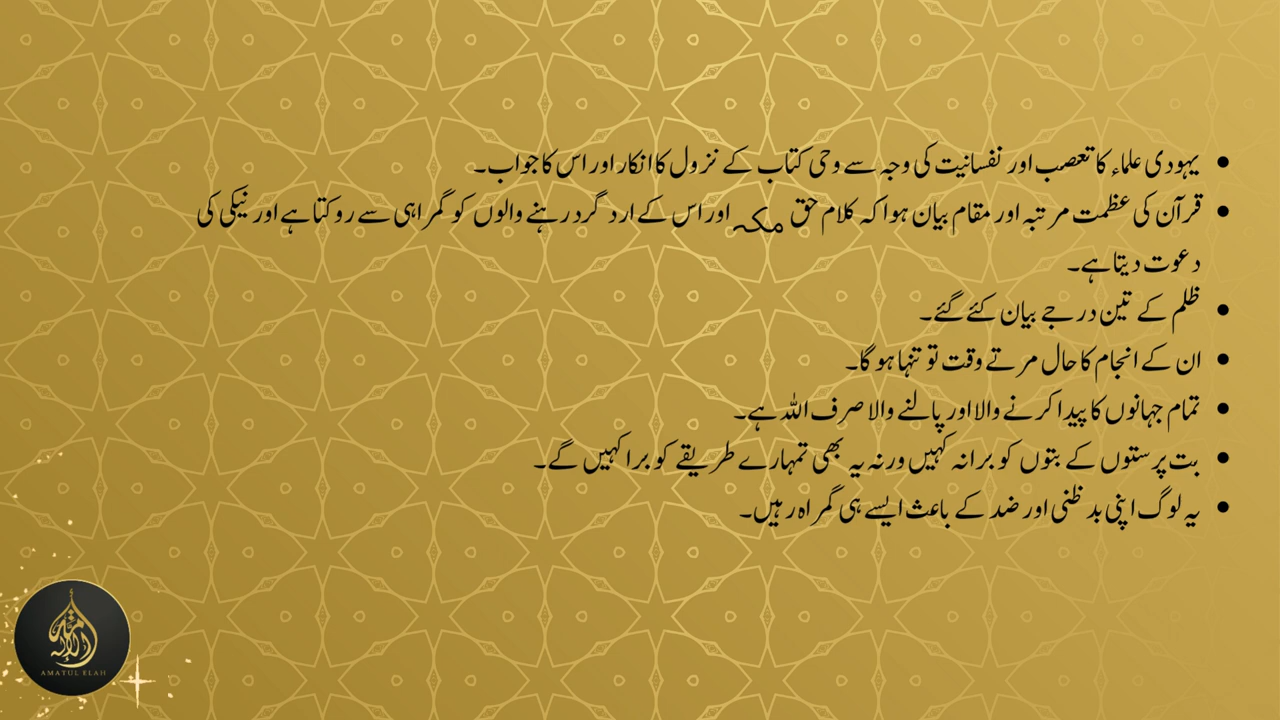 • یہودی علماء کا تعصب اور نفسانیت کی وجہ سے وحی کتاب کے نزول کا انکار اور اس کا جواب۔
• قرآن کی عظمت مرتبہ اور مقام بیان ہوا کہ کلام حق مکہ اور اس کے ارد گرد رہنے والوں کو گمراہی سے روکتا ہے اور نیکی کی
دعوت دیتا ہے۔
• ظلم کے تین درجے بیان کئے گئے۔
• ان کے انجام کا حال مرتے وقت تو تنہا ہو گا۔
• تمام جہانوں کا پیدا کرنے والا اور پالنے والا صرف اللہ ہے۔
• بت پرستوں کے بتوں کو برا نہ کہیں ورنہ یہ بھی تمہارے طریقے کو برا کہیں گے۔
• یہ لوگ اپنی بد ظنی اور ضد کے باعث ایسے ہی گمراہ رہیں۔
AMATUL ELAH